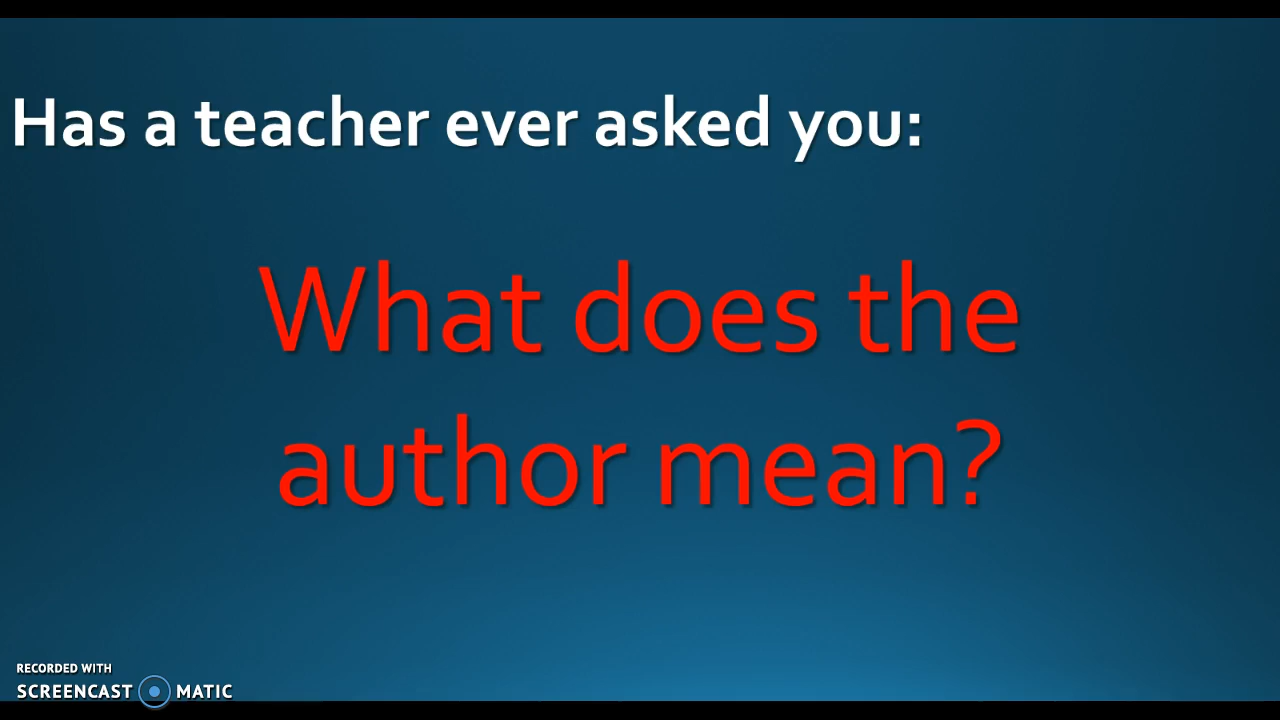 Has a teacher ever asked you:
What does the
author mean?
RECORDED WITH
SCREENCAST MATIC